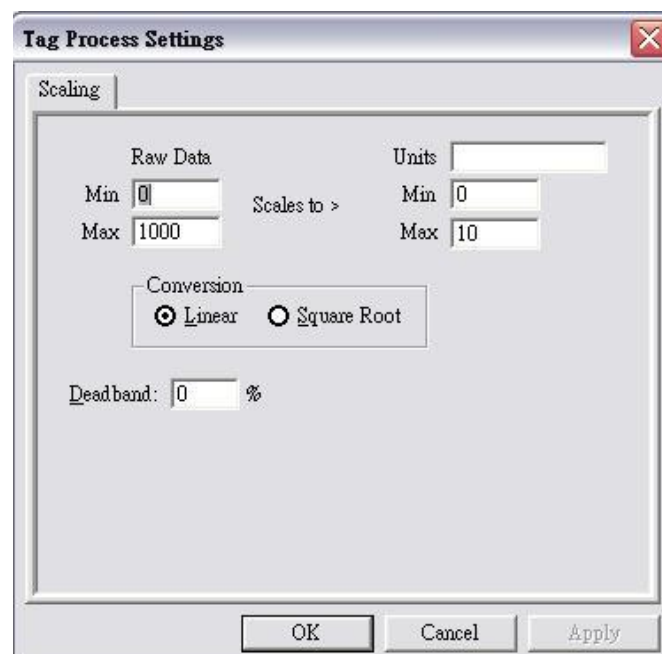 Tag Process Settings
Scaling
Raw Data
Units
Min 0
Scales to >
Min 0
Max 1000
Max 10
Conversion
Linear
Square Root
Deadband: 0 %
OK
Cancel
Apply